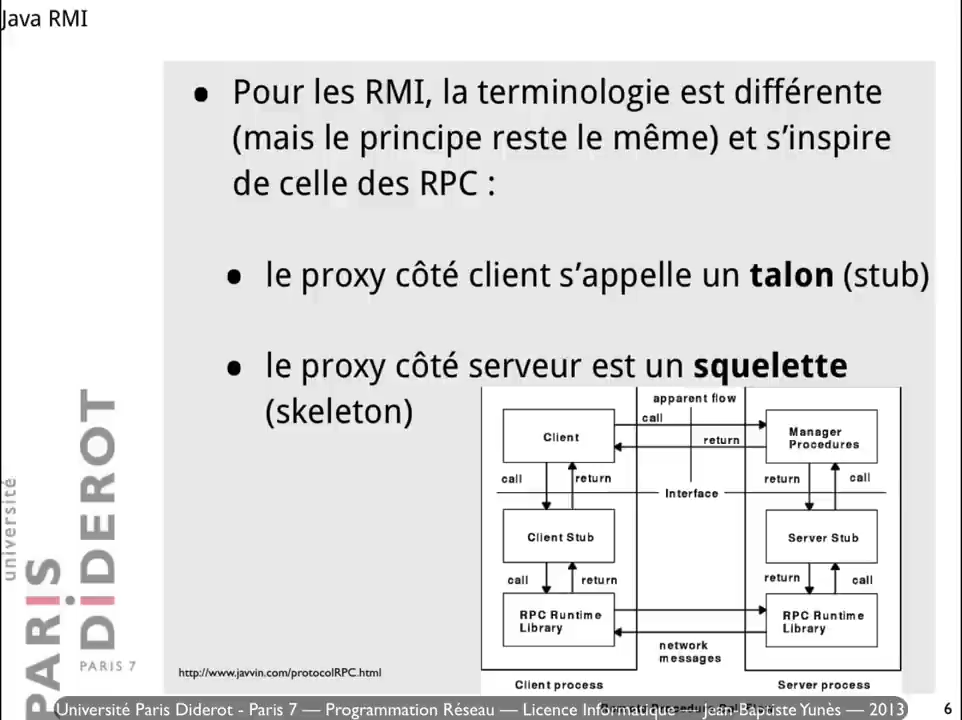 Java RMI
• Pour les RMI, la terminologie est différente
(mais le principe reste le même) et s’inspire
de celle des RPC :
• le proxy côté client s’appelle un talon (stub)
• le proxy côté serveur est un squelette
(skeleton)
apparent flow
call
return
Client
Manager
Procedures
call
return
return
call
Interface
Client Stub
Server Stub
call
return
return
call
RPC Runtime
Library
RPC Runtime
Library
network
messages
Client process
Server process
http://www.javvin.com/protocolRPC.html
université
PARIS
DIDEROT
PARIS 7
Université Paris Diderot - Paris 7 — Programmation Réseau — Licence Informatique — Jean-Baptiste Yunès — 2013
6